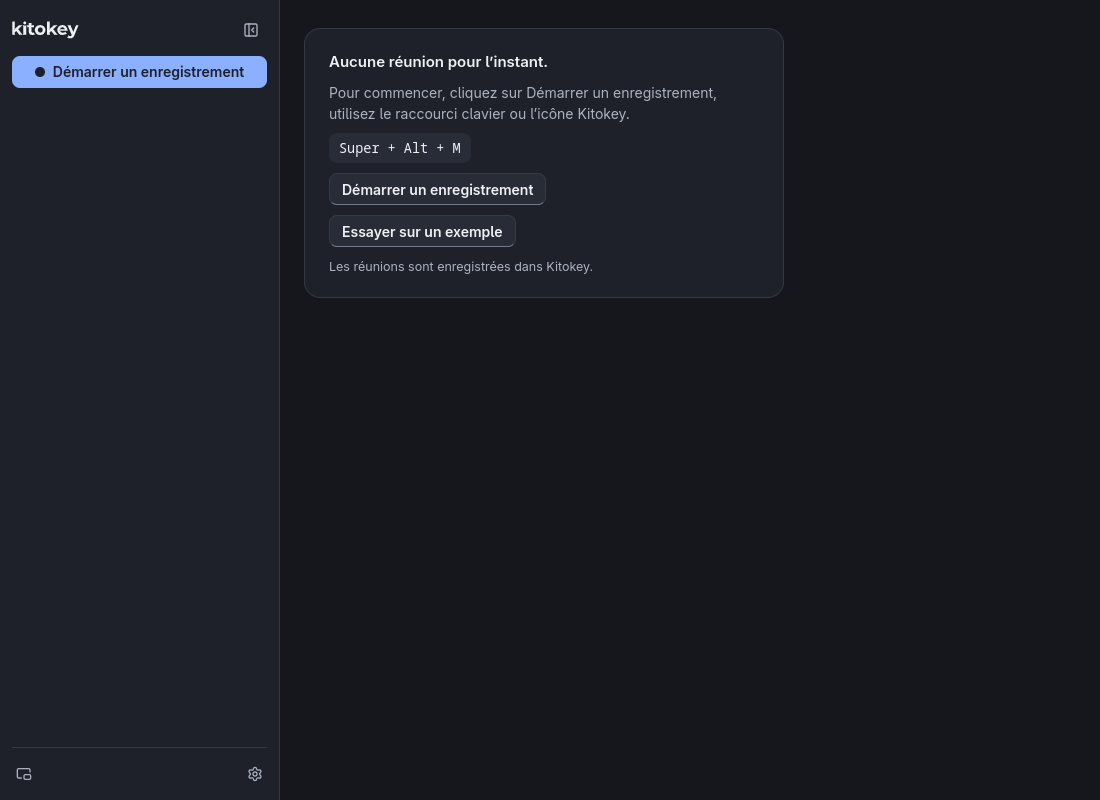 kitokey
Démarrer un enregistrement
Aucune réunion pour l’instant.
Pour commencer, cliquez sur Démarrer un enregistrement,
utilisez le raccourci clavier ou l’icône Kitokey.
Super + Alt + M
Démarrer un enregistrement
Essayer sur un exemple
Les réunions sont enregistrées dans Kitokey.